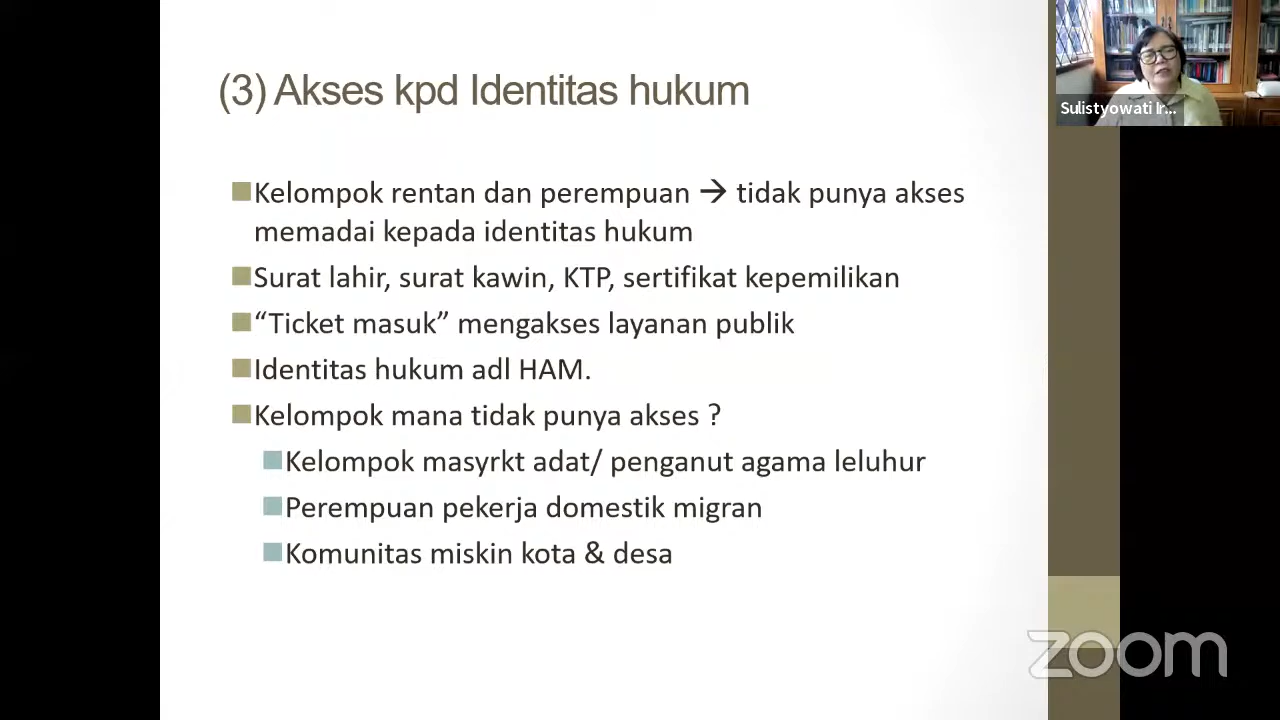 (3) Akses kpd Identitas hukum
Kelompok rentan dan perempuan → tidak punya akses
memadai kepada identitas hukum
Surat lahir, surat kawin, KTP, sertifikat kepemilikan
“Ticket masuk” mengakses layanan publik
Identitas hukum adl HAM.
Kelompok mana tidak punya akses ?
Kelompok masyrkt adat/ penganut agama leluhur
Perempuan pekerja domestik migran
Komunitas miskin kota & desa
Sulistyowati Ir...
zoom